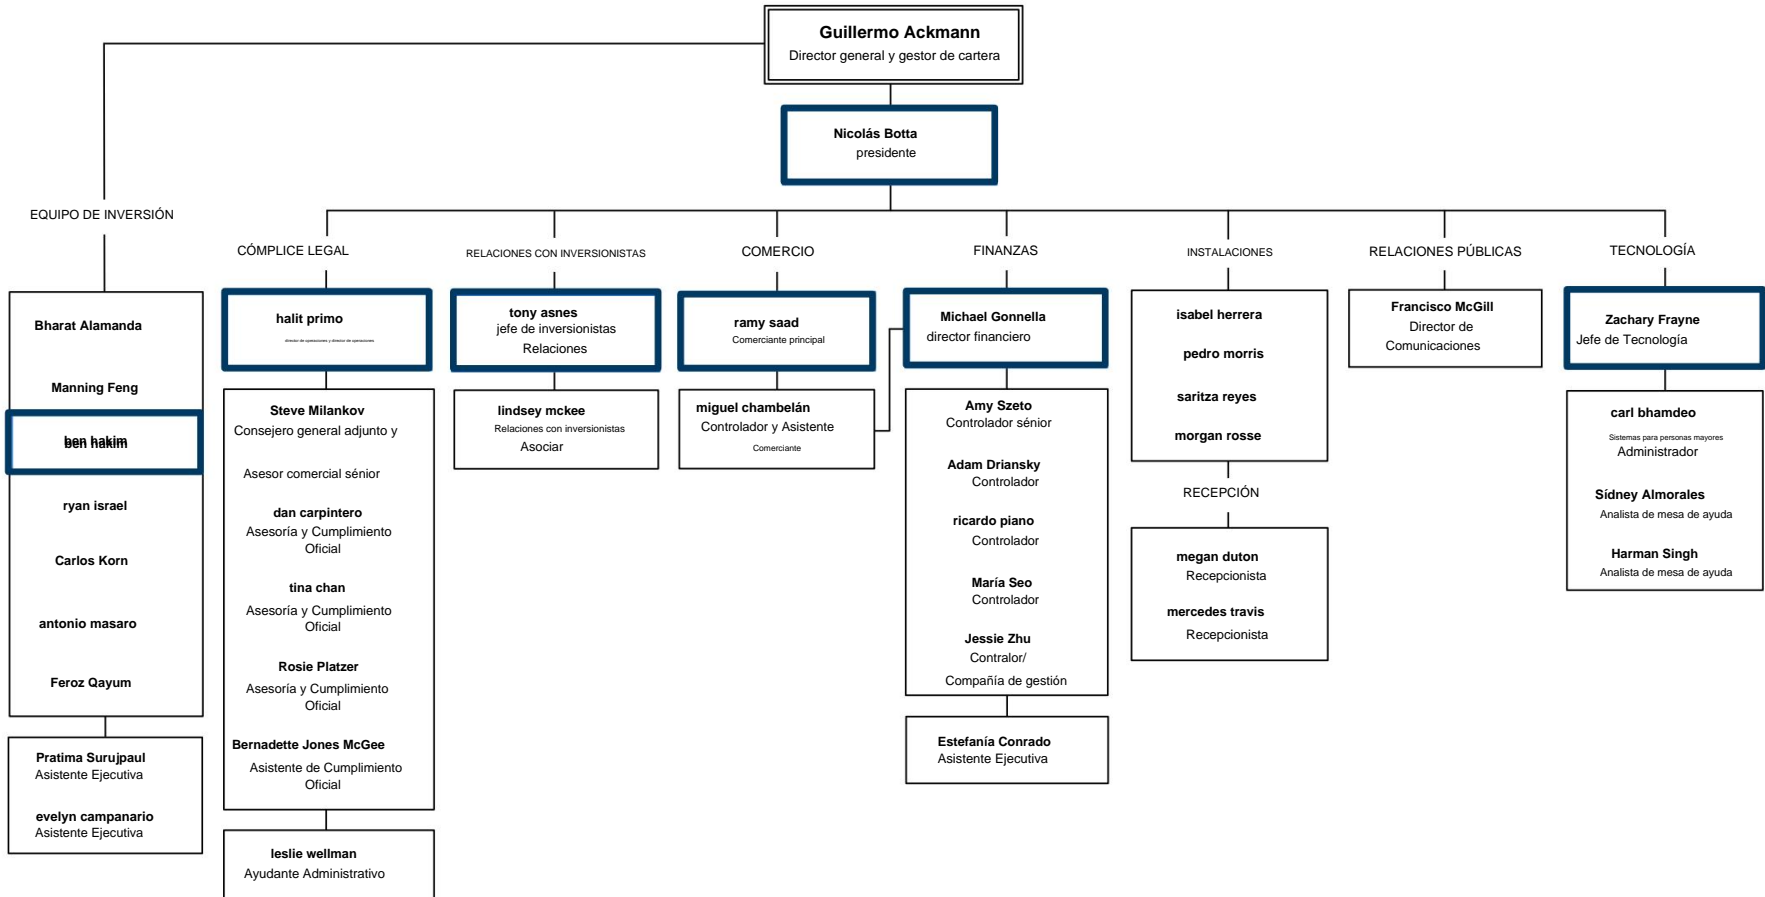 Guillermo Ackmann
Director general y gestor de cartera
Nicolás Botta
presidente
EQUIPO DE INVERSIÓN
Bharat Alamanda
Manning Feng
ben hakim
ben hakim
ryan israel
Carlos Korn
antonio masaro
Feroz Qayum
Pratima Surujpaul
Asistente Ejecutiva
evelyn campanario
Asistente Ejecutiva
CÓMPLICE LEGAL
halit primo
director de operaciones y director de operaciones
Steve Milankov
Consejero general adjunto y
Asesor comercial sénior
dan carpintero
Asesoría y Cumplimiento
Oficial
tina chan
Asesoría y Cumplimiento
Oficial
Rosie Platzer
Asesoría y Cumplimiento
Oficial
Bernadette Jones McGee
Asistente de Cumplimiento
Oficial
leslie wellman
Ayudante Administrativo
RELACIONES CON INVERSIONISTAS
tony asnes
jefe de inversionistas
Relaciones
lindsey mckee
Relaciones con inversionistas
Asociar
COMERCIO
ramy saad
Comerciante principal
miguel chambelán
Controlador y Asistente
Comerciante
FINANZAS
Michael Gonnella
director financiero
Amy Szeto
Controlador sénior
Adam Driansky
Controlador
ricardo piano
Controlador
María Seo
Controlador
Jessie Zhu
Contralor/
Compañía de gestión
Estefanía Conrado
Asistente Ejecutiva
INSTALACIONES
isabel herrera
pedro morris
saritza reyes
morgan rosse
RECEPCIÓN
megan duton
Recepcionista
mercedes travis
Recepcionista
RELACIONES PÚBLICAS
Francisco McGill
Director de
Comunicaciones
TECNOLOGÍA
Zachary Frayne
Jefe de Tecnología
carl bhamdeo
Sistemas para personas mayores
Administrador
Sídney Almorales
Analista de mesa de ayuda
Harman Singh
Analista de mesa de ayuda